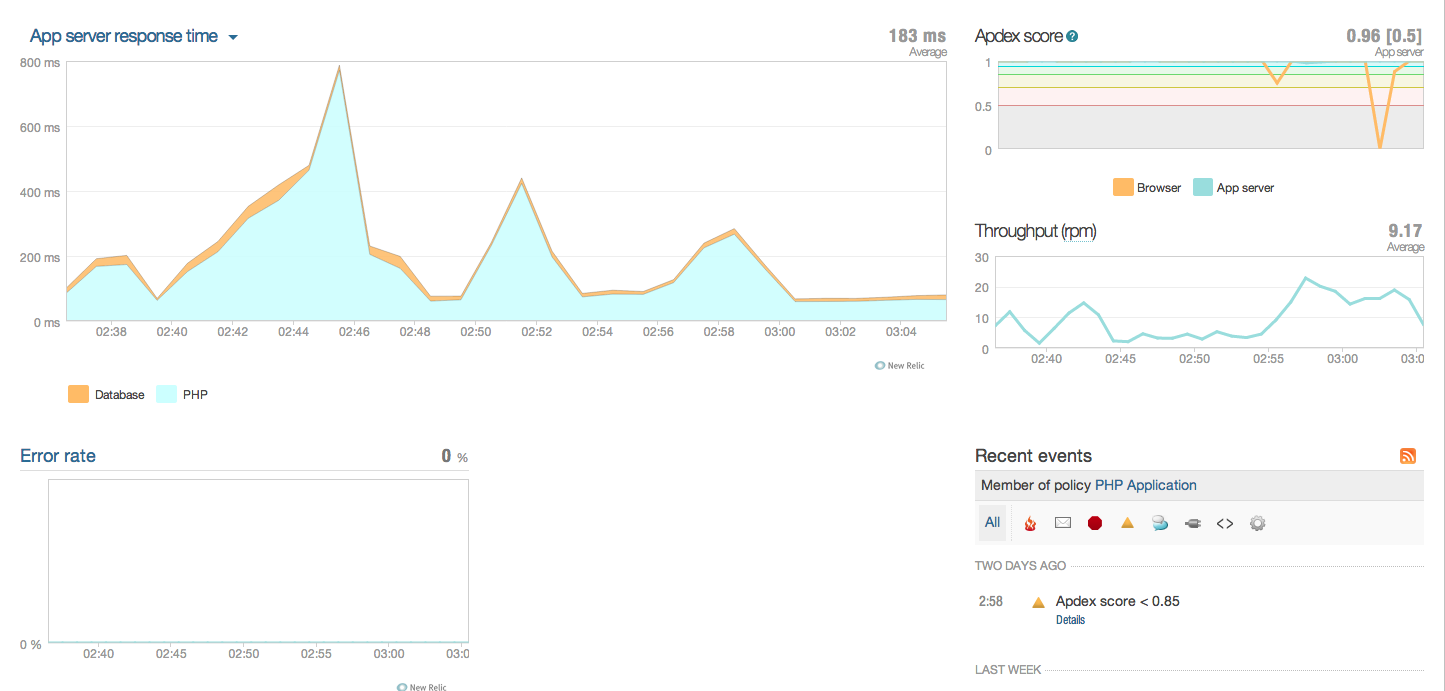 App server response time
183 ms
Average
800 ms
600 ms
400 ms
200 ms
0 ms
02:38 02:40 02:42 02:44 02:46 02:48 02:50 02:52 02:54 02:56 02:58 03:00 03:02 03:04
New Relic
Database PHP
Apdex score ?
0.96 [0.5]
App server
1
0.5
0
Browser App server
Throughput (rpm)
9.17
Average
30
20
10
0
02:40 02:45 02:50 02:55 03:00 03:0
Error rate
0 %
0 %
02:40 02:45 02:50 02:55 03:00 03:0
New Relic
Recent events
Member of policy PHP Application
All <>
TWO DAYS AGO
2:58 Apdex score < 0.85
Details
LAST WEEK